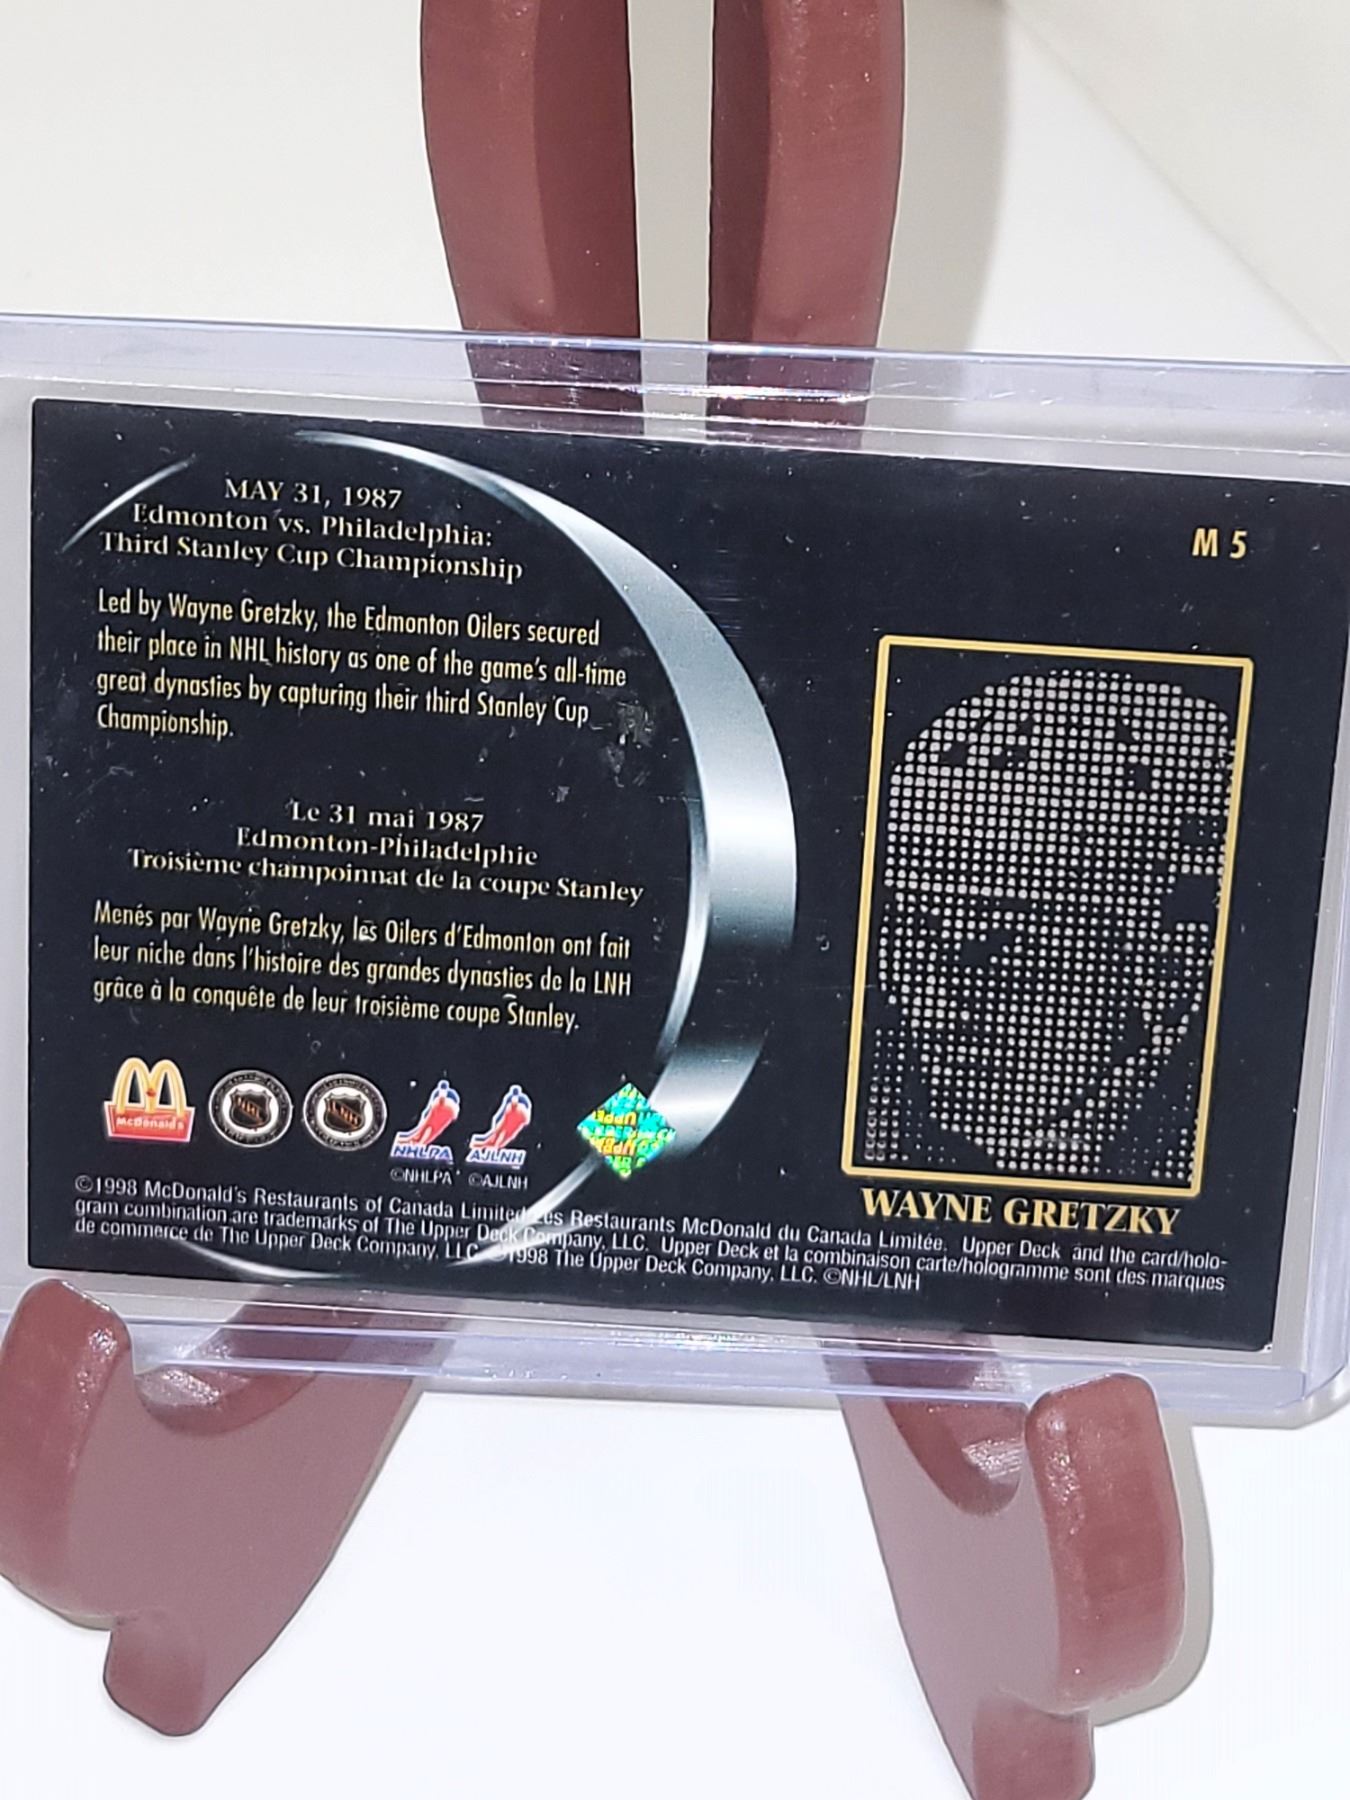 MAY 31, 1987
Edmonton vs. Philadelphia:
Third Stanley Cup Championship
Led by Wayne Gretzky, the Edmonton Oilers secured
their place in NHL history as one of the game's all-time
great dynasties by capturing their third Stanley Cup
Championship.
Le 31 mai 1987
Edmonton-Philadelphie
Troisième champoinnat de la coupe Stanley
Menés par Wayne Gretzky, les Oilers d'Edmonton ont fait
leur niche dans l'histoire des grandes dynasties de la LNH
grâce à la conquête de leur troisième coupe Stanley.
M 5
WAYNE GRETZKY
McDonald's
NHL
LNH
NHLPA
AJLNH
©NHLPA ©AJLNH
UPPER
©1998 McDonald's Restaurants of Canada Limited/Les Restaurants McDonald du Canada Limitée. Upper Deck and the card/holo-
gram combination are trademarks of The Upper Deck Company, LLC. Upper Deck et la combinaison carte/hologramme sont des marques
de commerce de The Upper Deck Company, LLC. ©1998 The Upper Deck Company, LLC. ©NHL/LNH